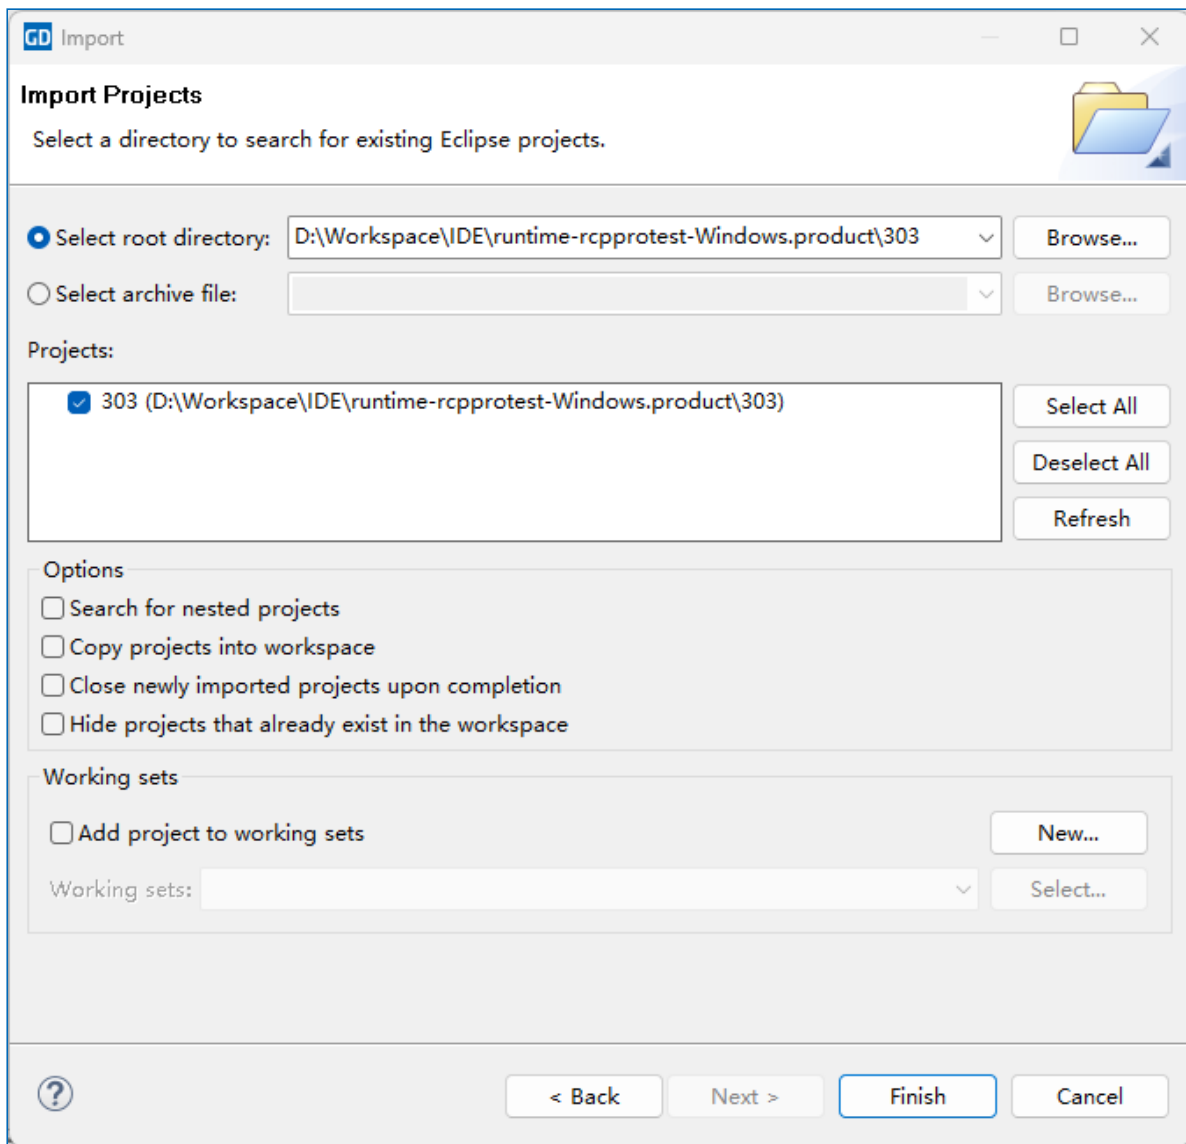 GD Import
Import Projects
Select a directory to search for existing Eclipse projects.
Select root directory: D:\Workspace\IDE\runtime-rcpprotest-Windows.product\303 Browse...
Select archive file: Browse...
Projects:
303 (D:\Workspace\IDE\runtime-rcpprotest-Windows.product\303)
Select All
Deselect All
Refresh
Options
Search for nested projects
Copy projects into workspace
Close newly imported projects upon completion
Hide projects that already exist in the workspace
Working sets
Add project to working sets New...
Working sets: Select...
? < Back Next > Finish Cancel